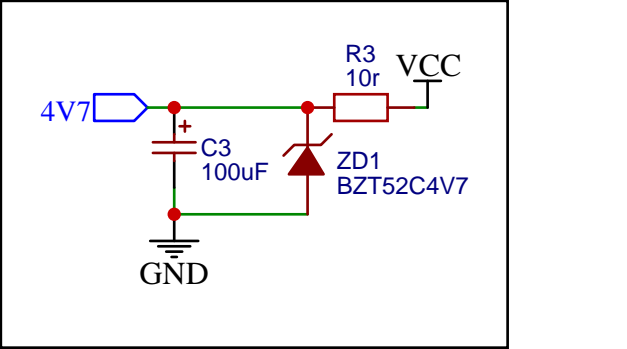 R3
10r
VCC
4V7
+
C3
100uF
ZD1
BZT52C4V7
GND